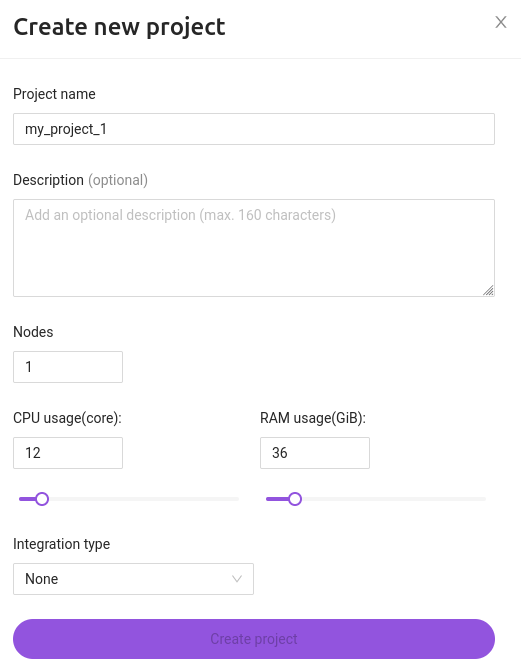 Create new project
Project name
my_project_1
Description (optional)
Add an optional description (max. 160 characters)
Nodes
1
CPU usage(core): RAM usage(GiB):
12 36
Integration type
None
Create project